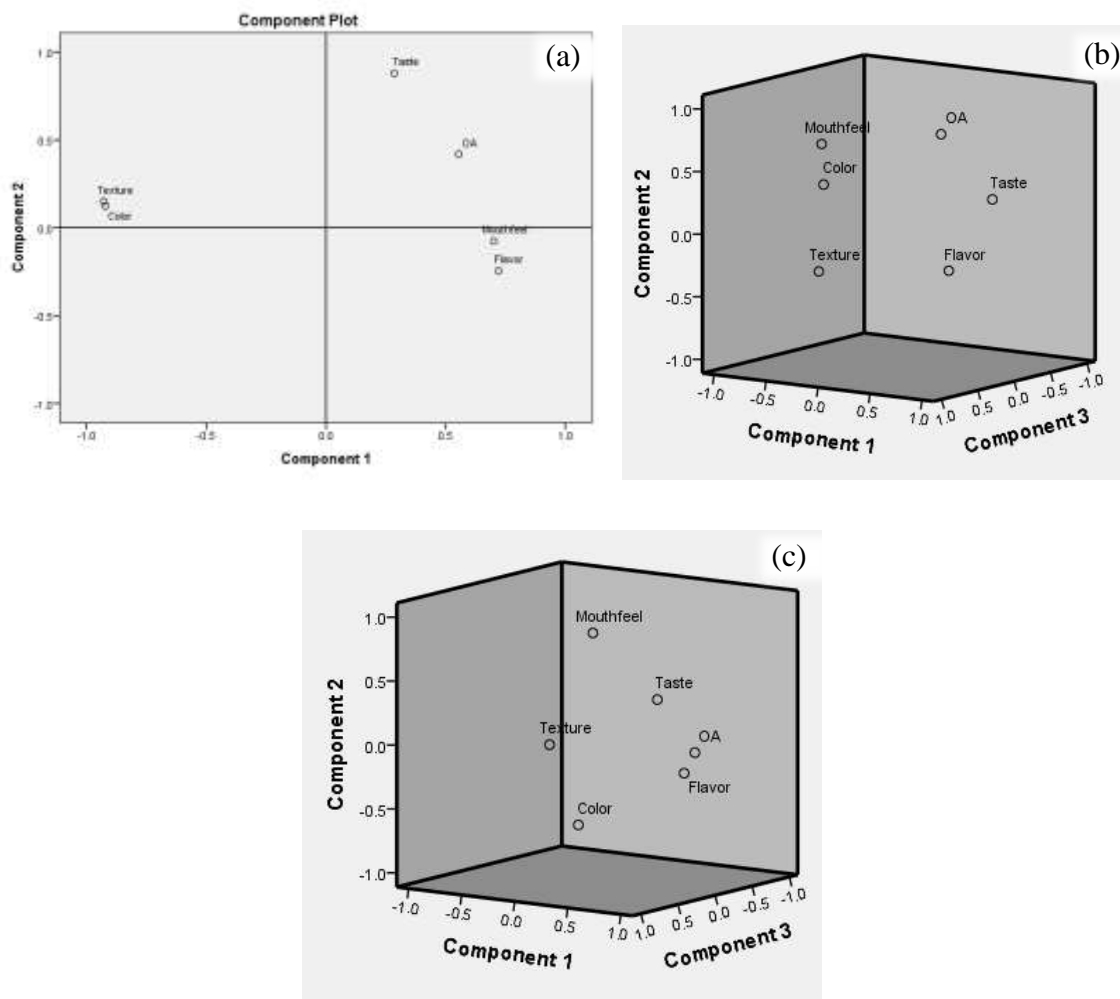 Component Plot
(a)
1.0
Taste
0.5
OA
Texture
Color
0.0
Mouthfeel
Flavor
-0.5
-1.0
-1.0 -0.5 0.0 0.5 1.0
Component 1
Component 2
(b)
1.0
Mouthfeel
OA
Color
0.5
Taste
0.0
Texture
Flavor
-0.5
-1.0
-1.0 -0.5 0.0 0.5 1.0
1.0 0.5 0.0 -0.5 -1.0
Component 1
Component 2
Component 3
(c)
1.0
Mouthfeel
0.5
Taste
Texture
OA
0.0
Flavor
-0.5
Color
-1.0
-1.0 -0.5 0.0 0.5 1.0
1.0 0.5 0.0 -0.5 -1.0
Component 1
Component 2
Component 3